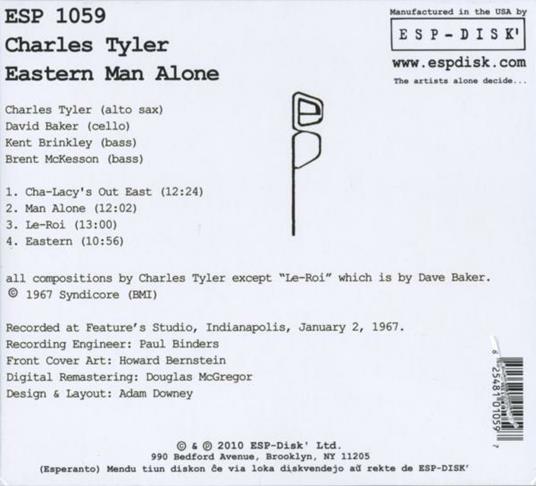 ESP 1059
Charles Tyler
Eastern Man Alone
Manufactured in the USA by
ESP-DISK'
www.espdisk.com
The artists alone decide...
Charles Tyler (alto sax)
David Baker (cello)
Kent Brinkley (bass)
Brent McKesson (bass)
1. Cha-Lacy's Out East (12:24)
2. Man Alone (12:02)
3. Le-Roi (13:00)
4. Eastern (10:56)
esp
all compositions by Charles Tyler except "Le-Roi" which is by Dave Baker.
© 1967 Syndicore (BMI)
Recorded at Feature's Studio, Indianapolis, January 2, 1967.
Recording Engineer: Paul Binders
Front Cover Art: Howard Bernstein
Digital Remastering: Douglas McGregor
Design & Layout: Adam Downey
6 25481 01059 7
© & ℗ 2010 ESP-Disk' Ltd.
990 Bedford Avenue, Brooklyn, NY 11205
(Esperanto) Mendu tiun diskon ĉe via loka diskvendejo aŭ rekte de ESP-DISK'